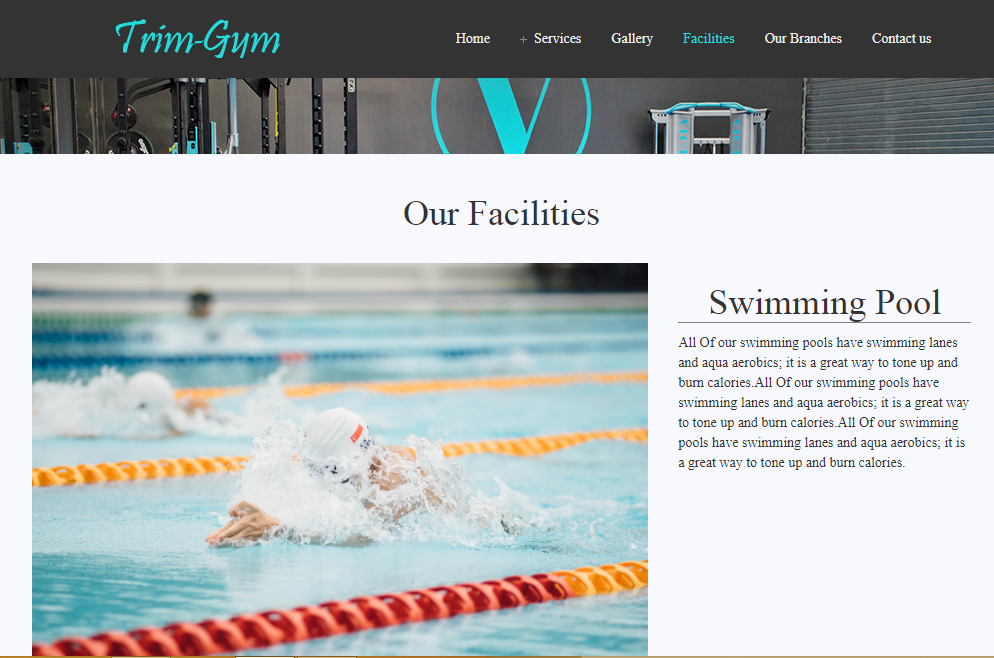 Trim-Gym
Home + Services Gallery Facilities Our Branches Contact us
V
Our Facilities
Swimming Pool
All Of our swimming pools have swimming lanes
and aqua aerobics; it is a great way to tone up and
burn calories.All Of our swimming pools have
swimming lanes and aqua aerobics; it is a great way
to tone up and burn calories.All Of our swimming
pools have swimming lanes and aqua aerobics; it is
a great way to tone up and burn calories.